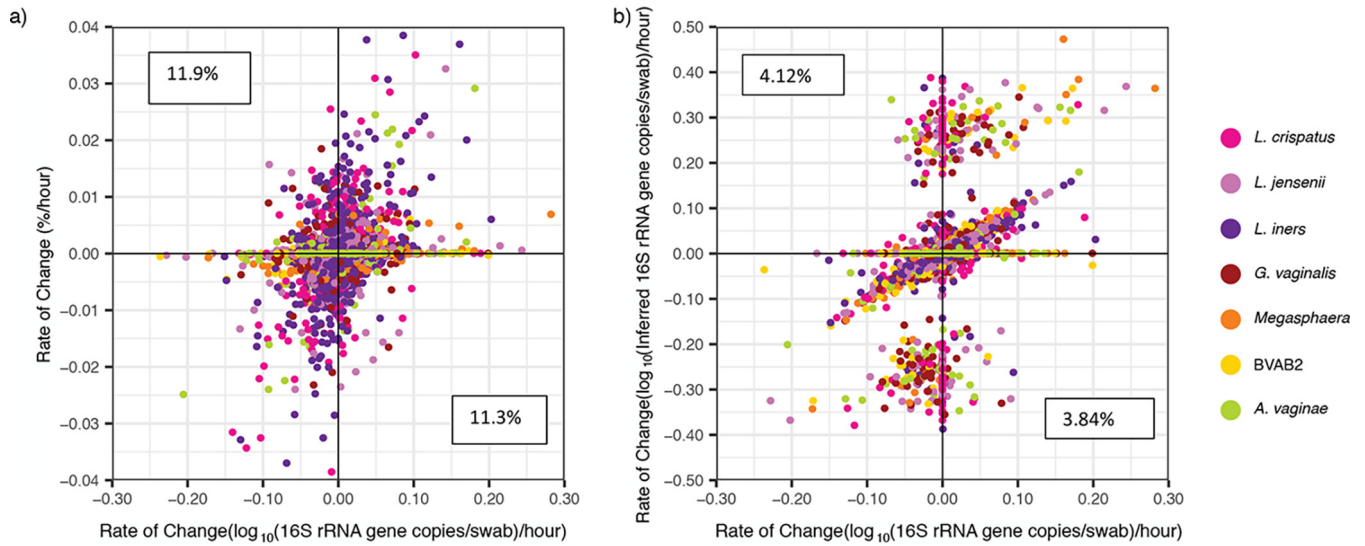 a)
Rate of Change (%/hour)
0.04
0.03
0.02
0.01
0.00
−0.01
−0.02
−0.03
−0.04
11.9%
11.3%
−0.30
−0.20
−0.10
0.00
0.10
0.20
0.30
Rate of Change(log10(16S rRNA gene copies/swab)/hour)
b)
Rate of Change(log10(Inferred 16S rRNA gene copies/swab)/hour)
0.50
0.40
0.30
0.20
0.10
0.00
−0.10
−0.20
−0.30
−0.40
−0.50
4.12%
3.84%
−0.30
−0.20
−0.10
0.00
0.10
0.20
0.30
Rate of Change(log10(16S rRNA gene copies/swab)/hour)
L. crispatus
L. jensenii
L. iners
G. vaginalis
Megasphaera
BVAB2
A. vaginae